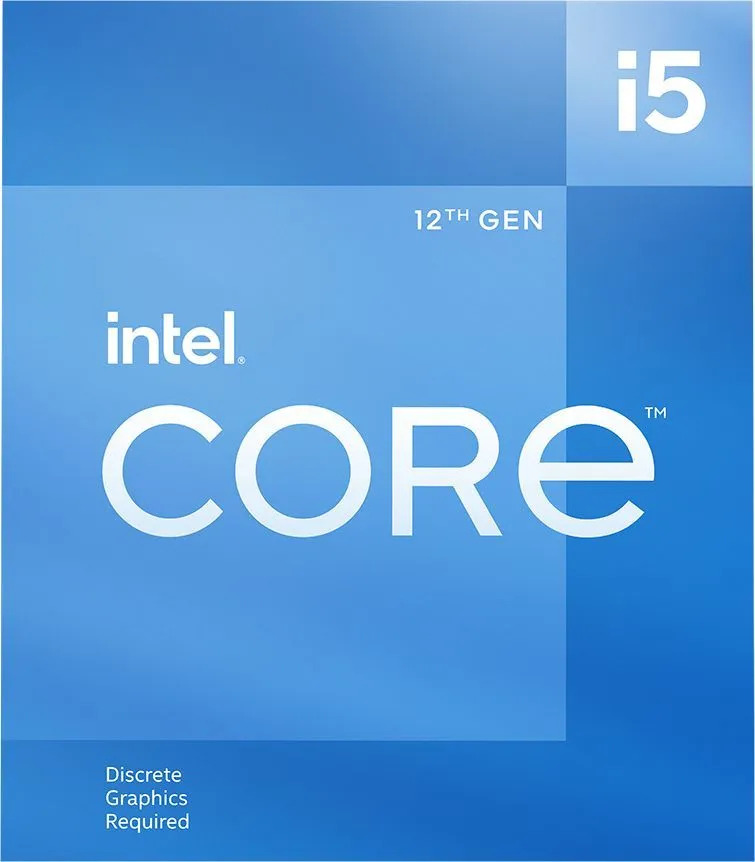 i5
12TH GEN
intel®
CORe™
Discrete
Graphics
Required